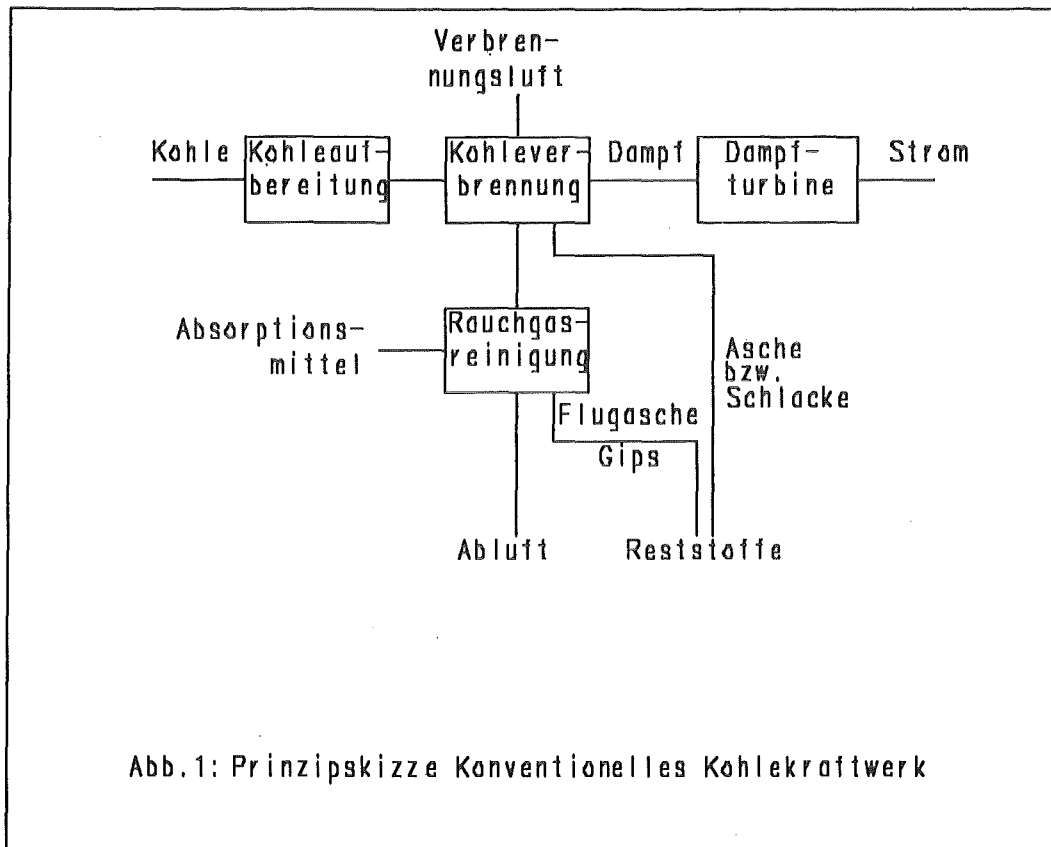 Verbren-
nungsluft
Kohle
Kohleauf-
bereitung
Kohlever-
brennung
Dampf
Dampf-
turbine
Strom
Absorptions-
mittel
Rauchgas-
reinigung
Asche
bzw.
Schlacke
Flugasche
Gips
Abluft
Reststoffe
Abb.1: Prinzipskizze Konventionelles Kohlekraftwerk